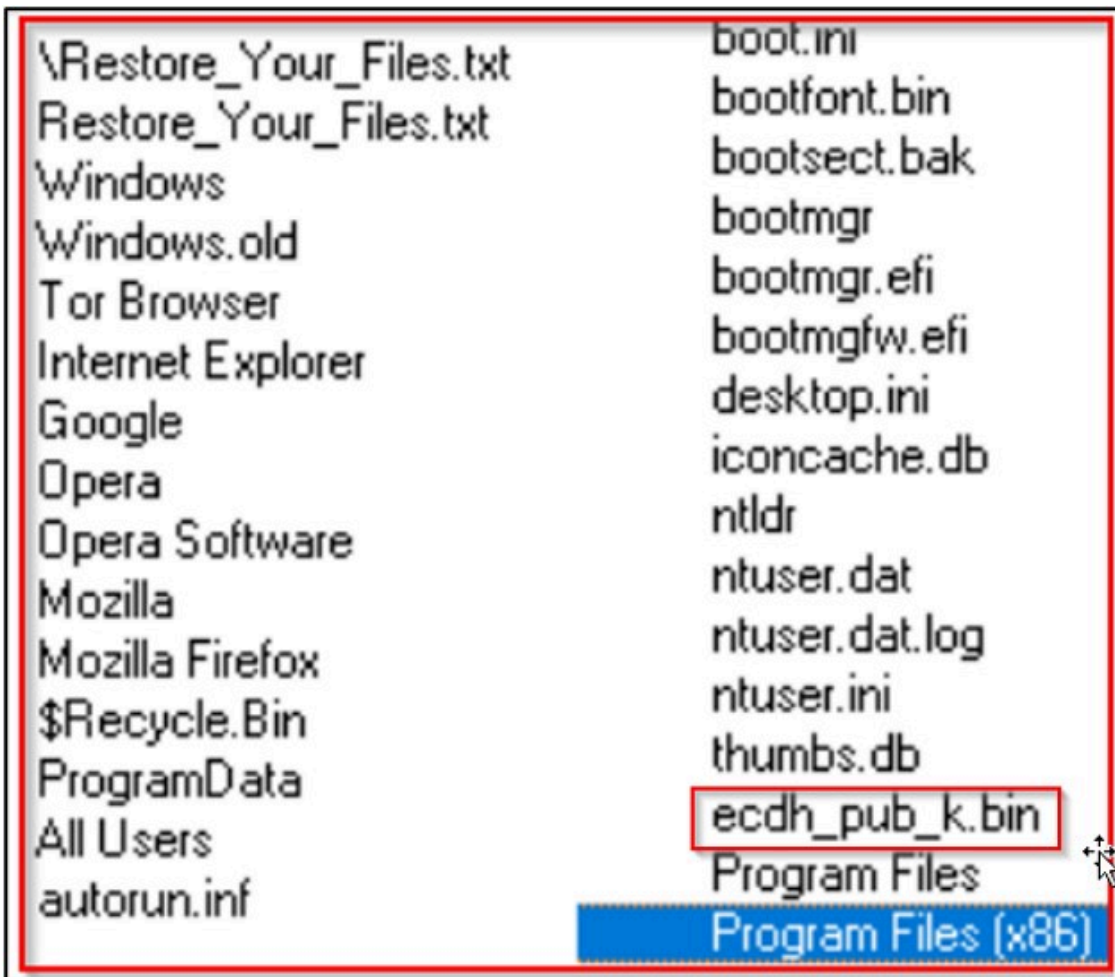 \Restore_Your_Files.txt
Restore_Your_Files.txt
Windows
Windows.old
Tor Browser
Internet Explorer
Google
Opera
Opera Software
Mozilla
Mozilla Firefox
$Recycle.Bin
ProgramData
All Users
autorun.inf
boot.ini
bootfont.bin
bootsect.bak
bootmgr
bootmgr.efi
bootmgfw.efi
desktop.ini
iconcache.db
ntldr
ntuser.dat
ntuser.dat.log
ntuser.ini
thumbs.db
ecdh_pub_k.bin
Program Files
Program Files (x86)